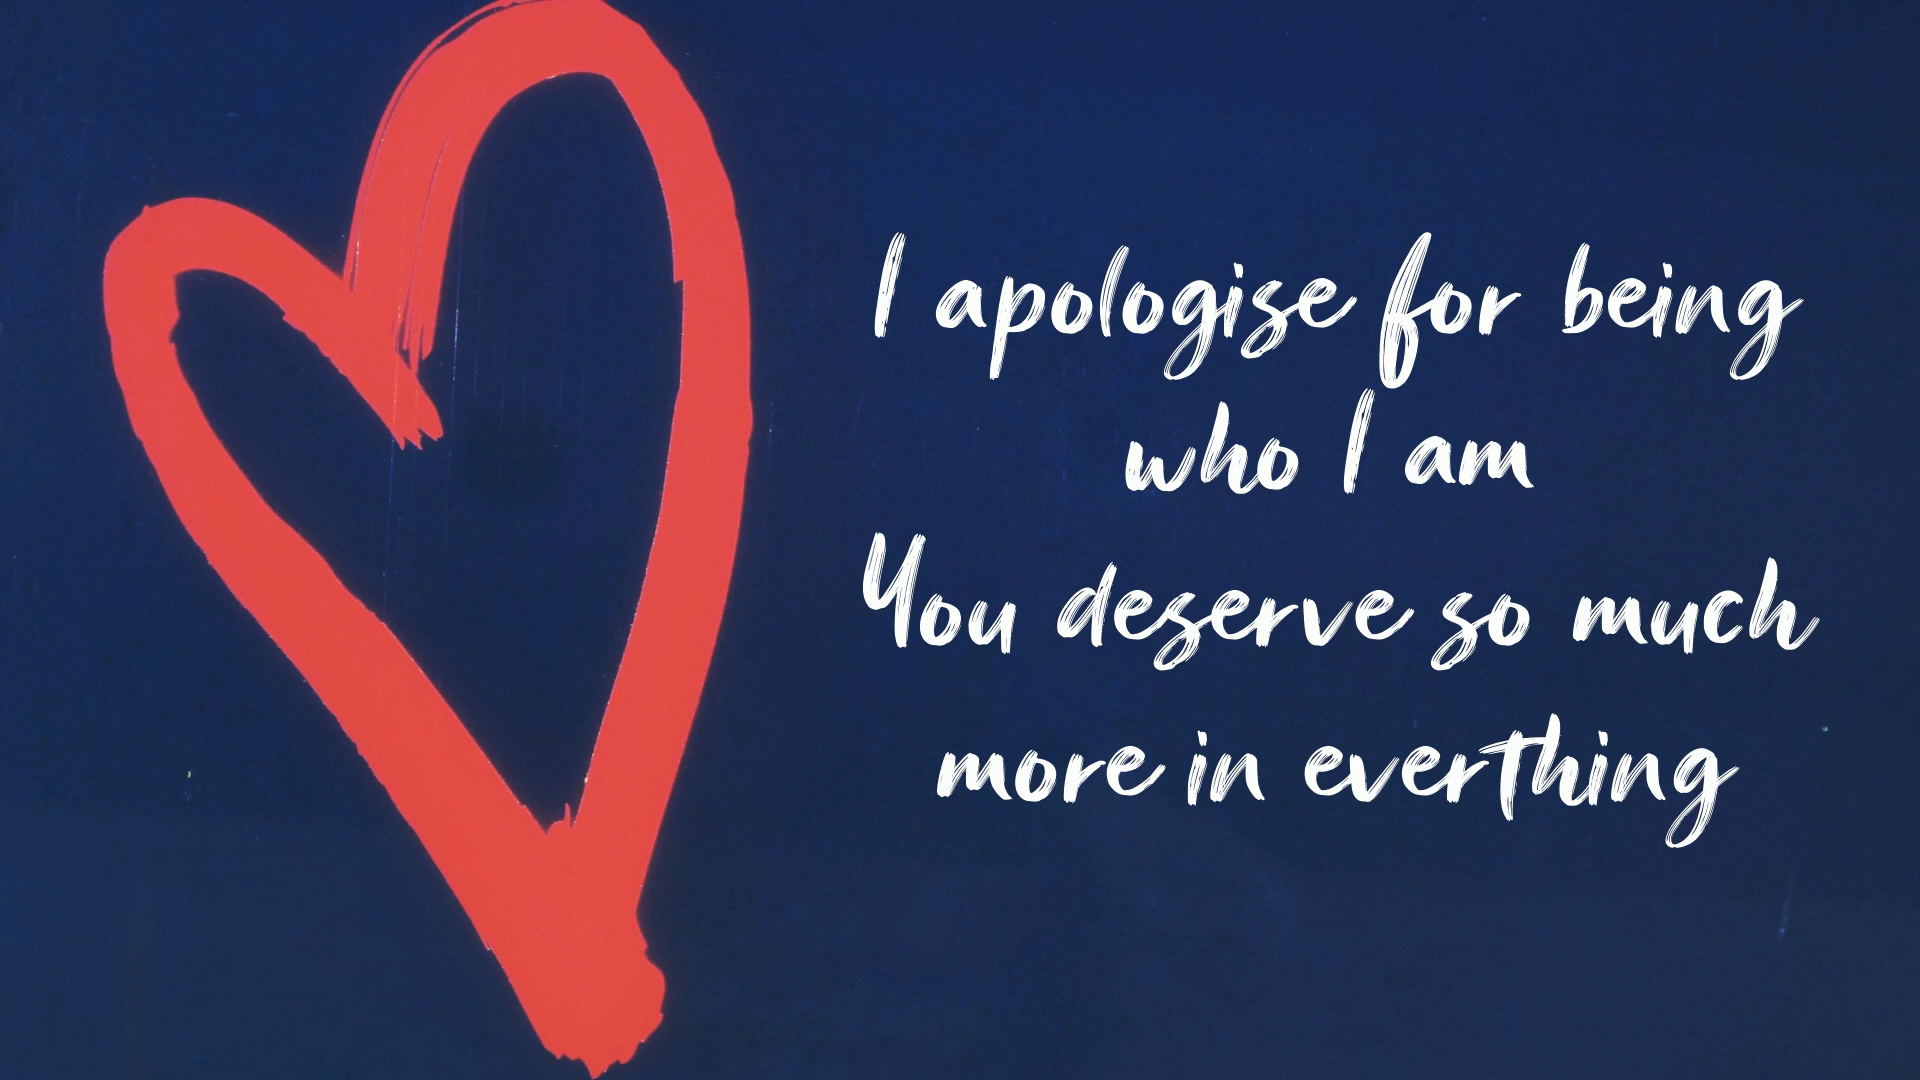 I apologise for being
who I am
You deserve so much
more in everthing